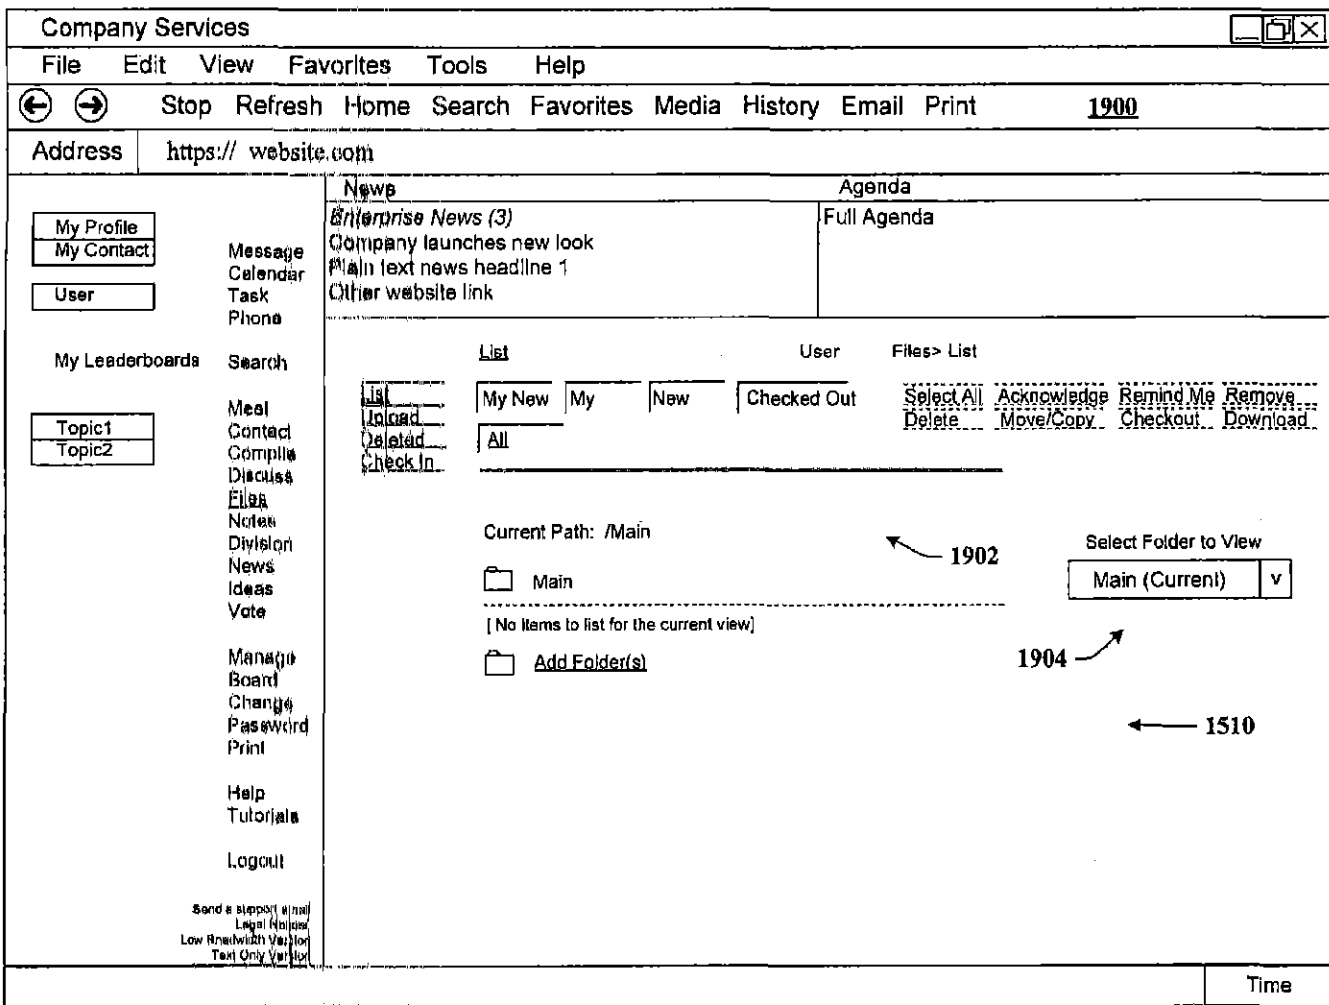 Company Services
File Edit View Favorites Tools Help
Stop Refresh Home Search Favorites Media History Email Print 1900
Address https:// website.com
News Agenda
Enterprise News (3) Full Agenda
Company launches new look
Plain text news headline 1
Other website link
My Profile
My Contact
User
My Leaderboards
Topic1
Topic2
Message
Calendar
Task
Phone
Search
Meal
Contact
Compile
Discuss
Files
Notes
Division
News
Ideas
Vote
Manage
Board
Change
Password
Print
Help
Tutorials
Logout
Send a support email
Legal Notices
Low Bandwidth Version
Text Only Version
List User Files> List
List
Upload
Deleted
Check In
My New My New Checked Out
All
Select All Acknowledge Remind Me Remove
Delete Move/Copy Checkout Download
Current Path: /Main
1902
Select Folder to View
Main (Current) v
Main
[ No items to list for the current view]
Add Folder(s)
1904
1510
Time